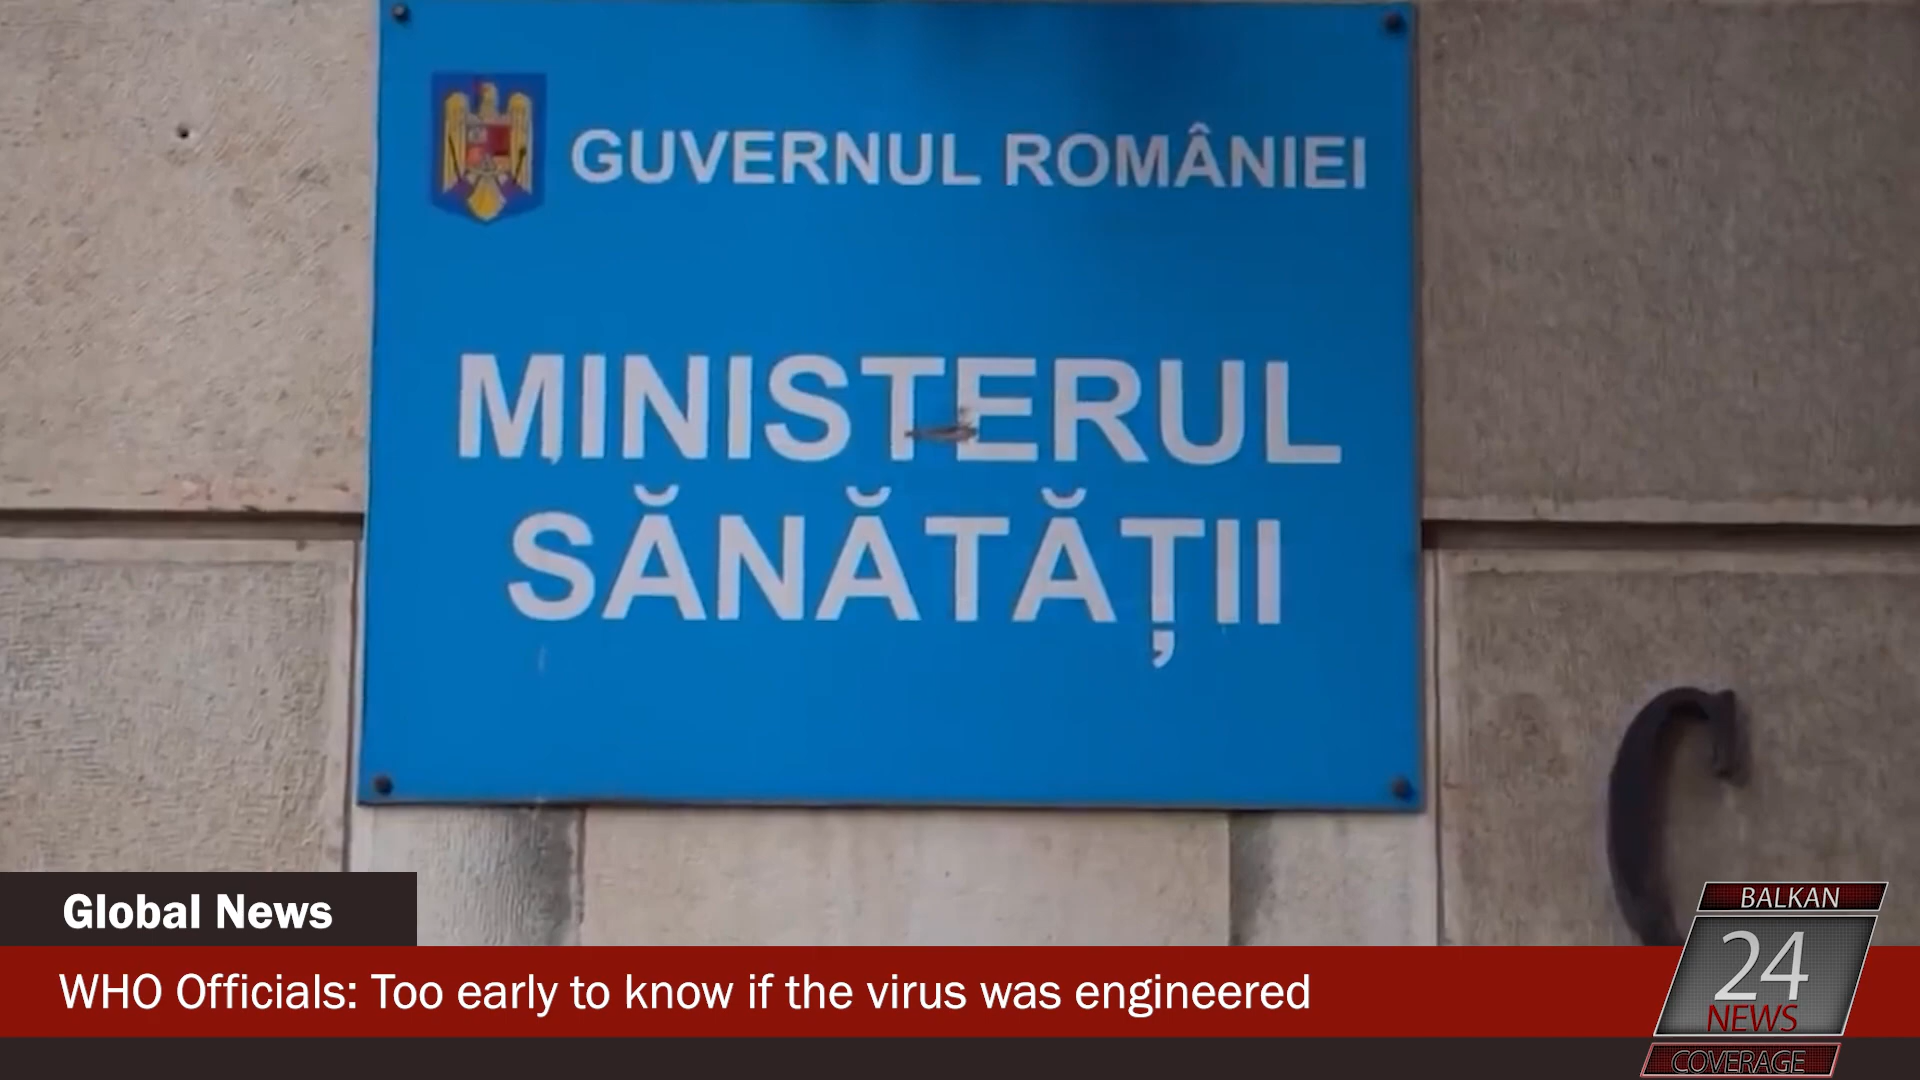 GUVERNUL ROMÂNIEI
MINISTERUL
SĂNĂTĂȚII
C
Global News
WHO Officials: Too early to know if the virus was engineered
BALKAN
24
NEWS
COVERAGE